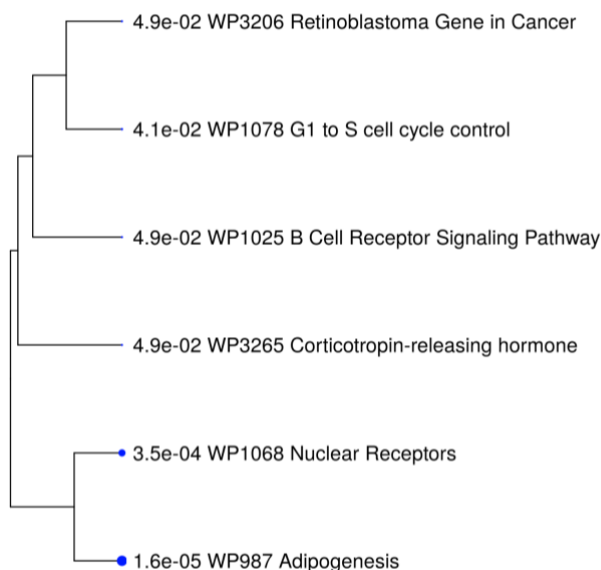 4.9e-02 WP3206 Retinoblastoma Gene in Cancer
4.1e-02 WP1078 G1 to S cell cycle control
4.9e-02 WP1025 B Cell Receptor Signaling Pathway
4.9e-02 WP3265 Corticotropin-releasing hormone
3.5e-04 WP1068 Nuclear Receptors
1.6e-05 WP987 Adipogenesis